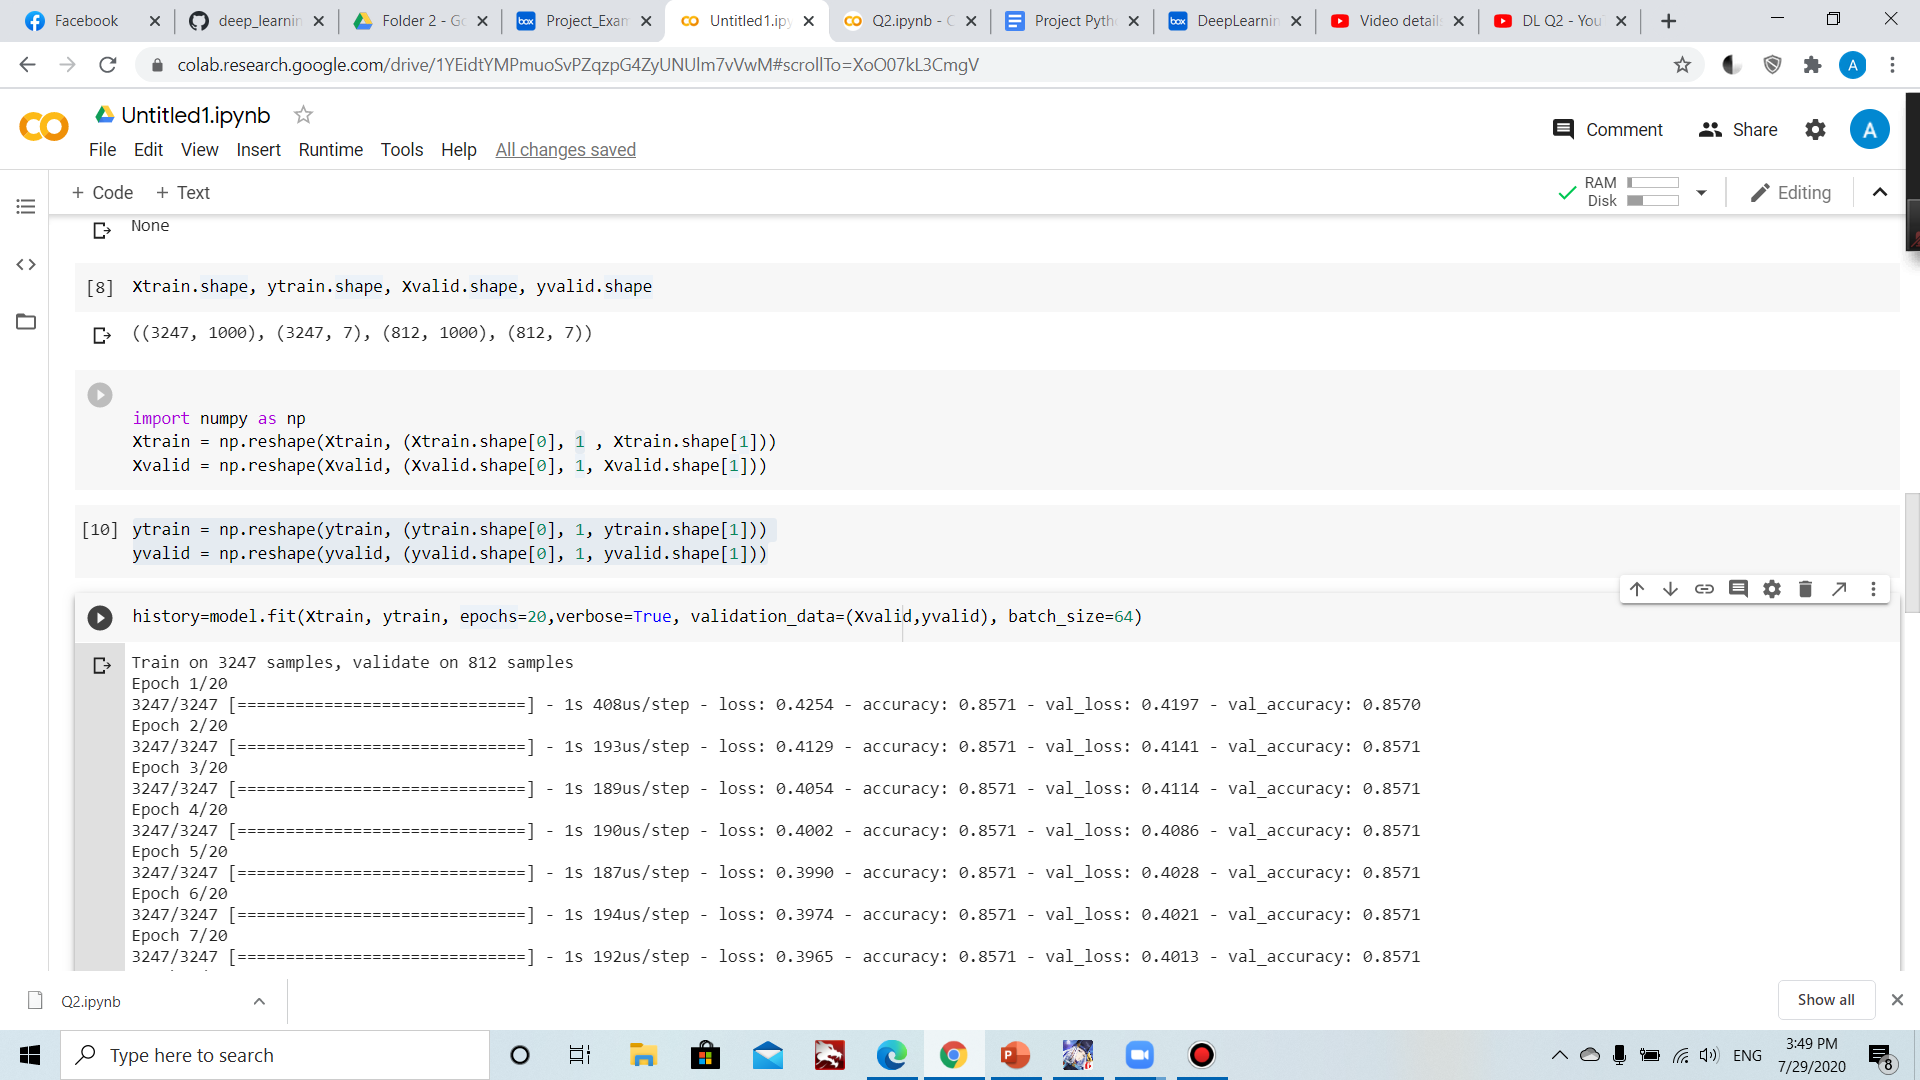 Facebook
deep_learnin
Folder 2 - Go
Project_Exam
Untitled1.ipy
Q2.ipynb - C
Project Pyth
DeepLearnin
Video details
DL Q2 - You
colab.research.google.com/drive/1YEidtYMPmuoSvPZqzpG4ZyUNUlm7vVwM#scrollTo=XoO07kL3CmgV
A
Untitled1.ipynb
Comment
Share
A
File Edit View Insert Runtime Tools Help All changes saved
+ Code + Text
RAM
Disk
Editing
None
[8] Xtrain.shape, ytrain.shape, Xvalid.shape, yvalid.shape
((3247, 1000), (3247, 7), (812, 1000), (812, 7))
import numpy as np
Xtrain = np.reshape(Xtrain, (Xtrain.shape[0], 1 , Xtrain.shape[1]))
Xvalid = np.reshape(Xvalid, (Xvalid.shape[0], 1, Xvalid.shape[1]))
[10] ytrain = np.reshape(ytrain, (ytrain.shape[0], 1, ytrain.shape[1]))
yvalid = np.reshape(yvalid, (yvalid.shape[0], 1, yvalid.shape[1]))
history=model.fit(Xtrain, ytrain, epochs=20,verbose=True, validation_data=(Xvalid,yvalid), batch_size=64)
Train on 3247 samples, validate on 812 samples
Epoch 1/20
3247/3247 [==============================] - 1s 408us/step - loss: 0.4254 - accuracy: 0.8571 - val_loss: 0.4197 - val_accuracy: 0.8570
Epoch 2/20
3247/3247 [==============================] - 1s 193us/step - loss: 0.4129 - accuracy: 0.8571 - val_loss: 0.4141 - val_accuracy: 0.8571
Epoch 3/20
3247/3247 [==============================] - 1s 189us/step - loss: 0.4054 - accuracy: 0.8571 - val_loss: 0.4114 - val_accuracy: 0.8571
Epoch 4/20
3247/3247 [==============================] - 1s 190us/step - loss: 0.4002 - accuracy: 0.8571 - val_loss: 0.4086 - val_accuracy: 0.8571
Epoch 5/20
3247/3247 [==============================] - 1s 187us/step - loss: 0.3990 - accuracy: 0.8571 - val_loss: 0.4028 - val_accuracy: 0.8571
Epoch 6/20
3247/3247 [==============================] - 1s 194us/step - loss: 0.3974 - accuracy: 0.8571 - val_loss: 0.4021 - val_accuracy: 0.8571
Epoch 7/20
3247/3247 [==============================] - 1s 192us/step - loss: 0.3965 - accuracy: 0.8571 - val_loss: 0.4013 - val_accuracy: 0.8571
Q2.ipynb
Show all
Type here to search
ENG
3:49 PM
7/29/2020
8